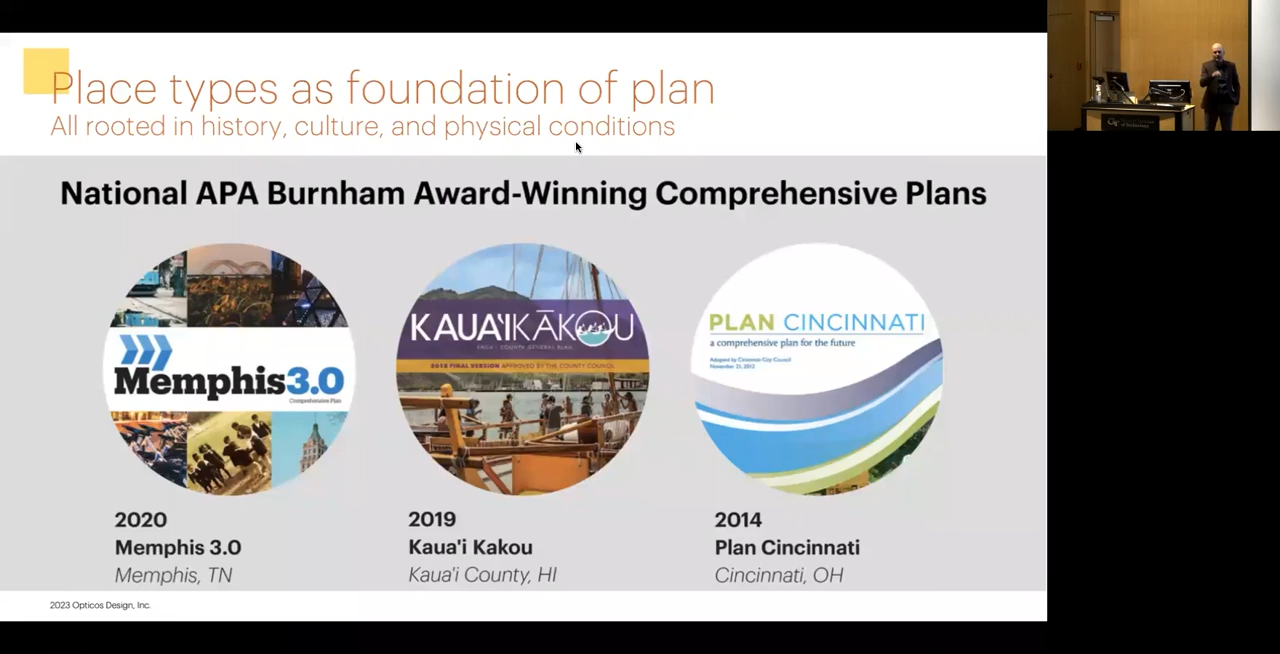 Place types as foundation of plan
All rooted in history, culture, and physical conditions
National APA Burnham Award-Winning Comprehensive Plans
Memphis3.0
Comprehensive Plan
KAUA'I KĀKOU
KAUA'I COUNTY GENERAL PLAN
2018 FINAL VERSION APPROVED BY THE COUNTY COUNCIL
PLAN CINCINNATI
a comprehensive plan for the future
Adopted by Cincinnati City Council
November 21, 2012
2020
Memphis 3.0
Memphis, TN
2019
Kaua'i Kakou
Kaua'i County, HI
2014
Plan Cincinnati
Cincinnati, OH
2023 Opticos Design, Inc.